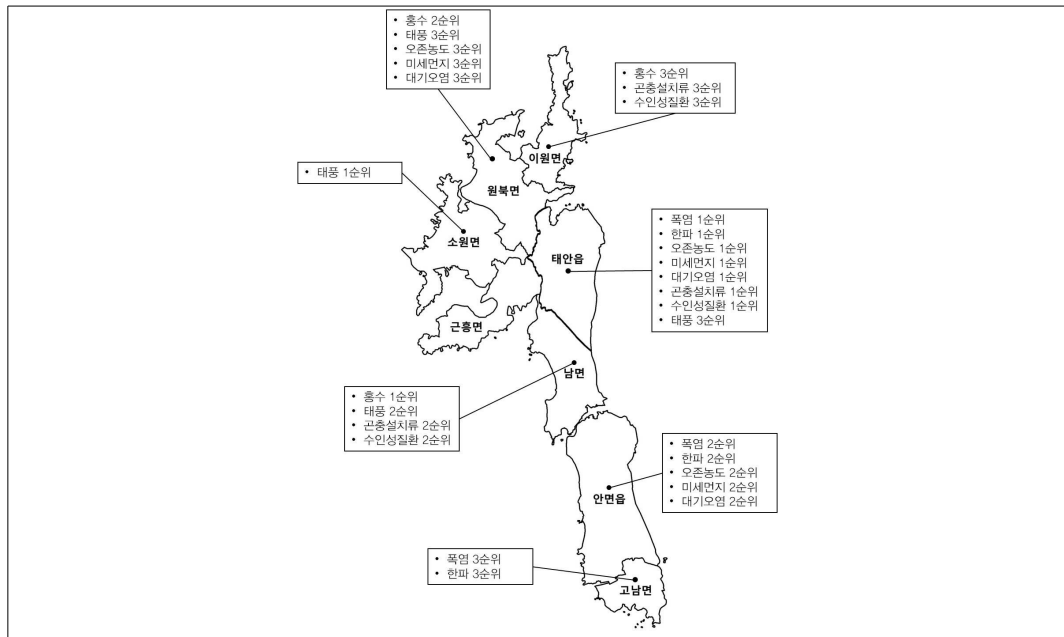 • 홍수 2순위
• 태풍 3순위
• 오존농도 3순위
• 미세먼지 3순위
• 대기오염 3순위
• 홍수 3순위
• 곤충설치류 3순위
• 수인성질환 3순위
이원면
• 태풍 1순위
원북면
소원면
• 폭염 1순위
• 한파 1순위
• 오존농도 1순위
• 미세먼지 1순위
• 대기오염 1순위
• 곤충설치류 1순위
• 수인성질환 1순위
• 태풍 3순위
태안읍
근흥면
남면
• 홍수 1순위
• 태풍 2순위
• 곤충설치류 2순위
• 수인성질환 2순위
• 폭염 2순위
• 한파 2순위
• 오존농도 2순위
• 미세먼지 2순위
• 대기오염 2순위
안면읍
• 폭염 3순위
• 한파 3순위
고남면